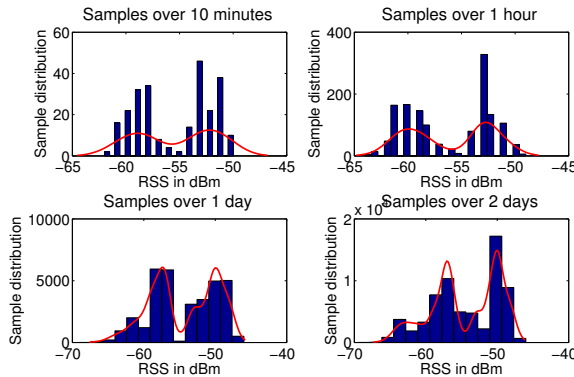 Samples over 10 minutes
60
40
20
0
Sample distribution
−65 −60 −55 −50 −45
RSS in dBm
Samples over 1 hour
400
200
0
Sample distribution
−65 −60 −55 −50 −45
RSS in dBm
Samples over 1 day
10000
5000
0
Sample distribution
−70 −60 −50 −40
RSS in dBm
Samples over 2 days
2
1
0
Sample distribution
−70 −60 −50 −40
RSS in dBm